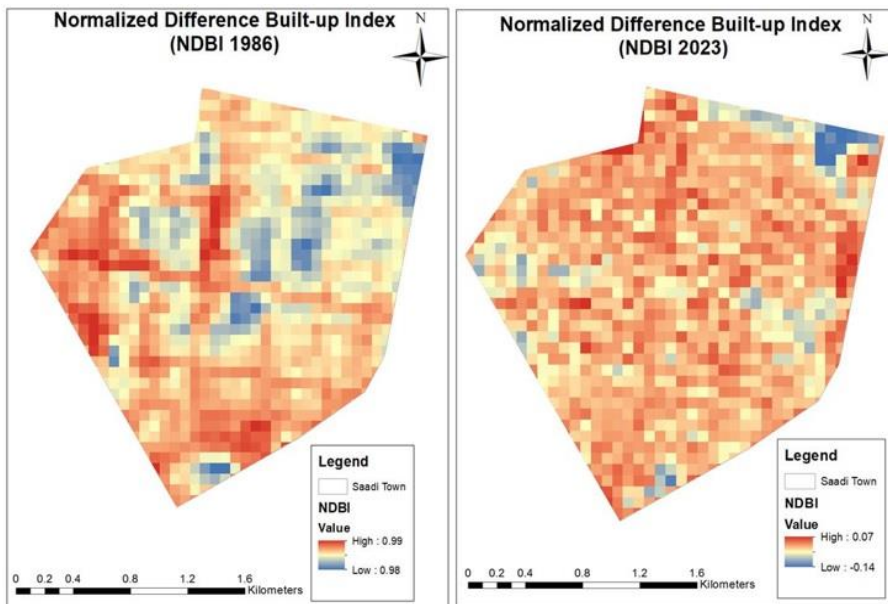 Normalized Difference Built-up Index
(NDBI 1986)
N
Legend
Saadi Town
NDBI
Value
High : 0.99
Low : 0.98
0 0.2 0.4 0.8 1.2 1.6
Kilometers
Normalized Difference Built-up Index
(NDBI 2023)
N
Legend
Saadi Town
NDBI
Value
High : 0.07
Low : -0.14
0 0.2 0.4 0.8 1.2 1.6
Kilometers